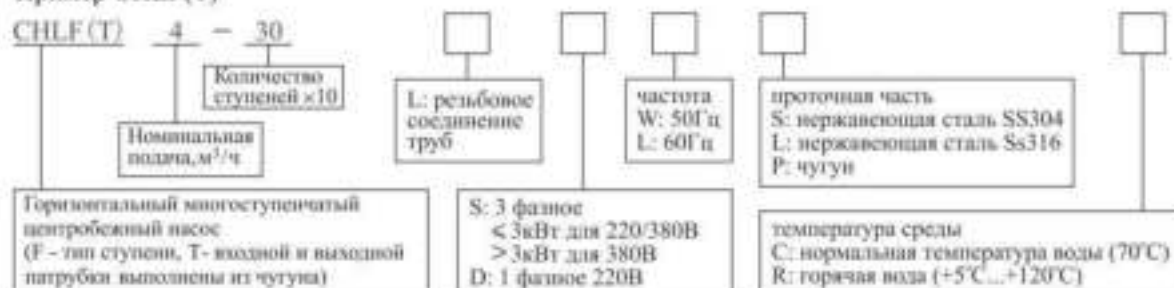 CHLF(T) 4 - 30
Количество
ступеней ×10
Номинальная
подача,м³/ч
Горизонтальный многоступенчатый
центробежный насос
(F - тип ступени, T- входной и выходной
патрубки выполнены из чугуна)
L: резьбовое
соединение
труб
S: 3 фазное
≤3кВт для 220/380В
>3кВт для 380В
D: 1 фазное 220В
частота
W: 50Гц
L: 60Гц
проточная часть
S: нержавеющая сталь SS304
L: нержавеющая сталь Ss316
P: чугун
температура среды
C: нормальная температура воды (70°C)
R: горячая вода (+5°C...+120°C)